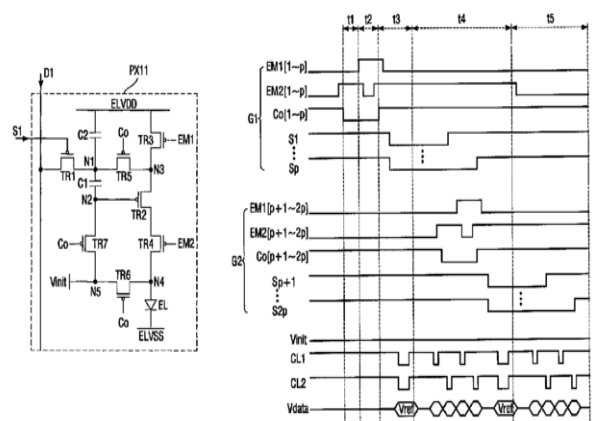 D1
PX11
ELVDD
S1
C2
Co
TR3
EM1
N1
N3
TR1
TR5
C1
N2
TR2
Co
TR7
TR4
EM2
Vinit
TR6
N4
N5
EL
Co
ELVSS
t1 t2 t3 t4 t5
EM1[1~p]
EM2[1~p]
G1
Co[1~p]
S1
Sp
EM1[p+1~2p]
EM2[p+1~2p]
G2
Co[p+1~2p]
Sp+1
S2p
Vinit
CL1
CL2
Vdata
Vref
Vref